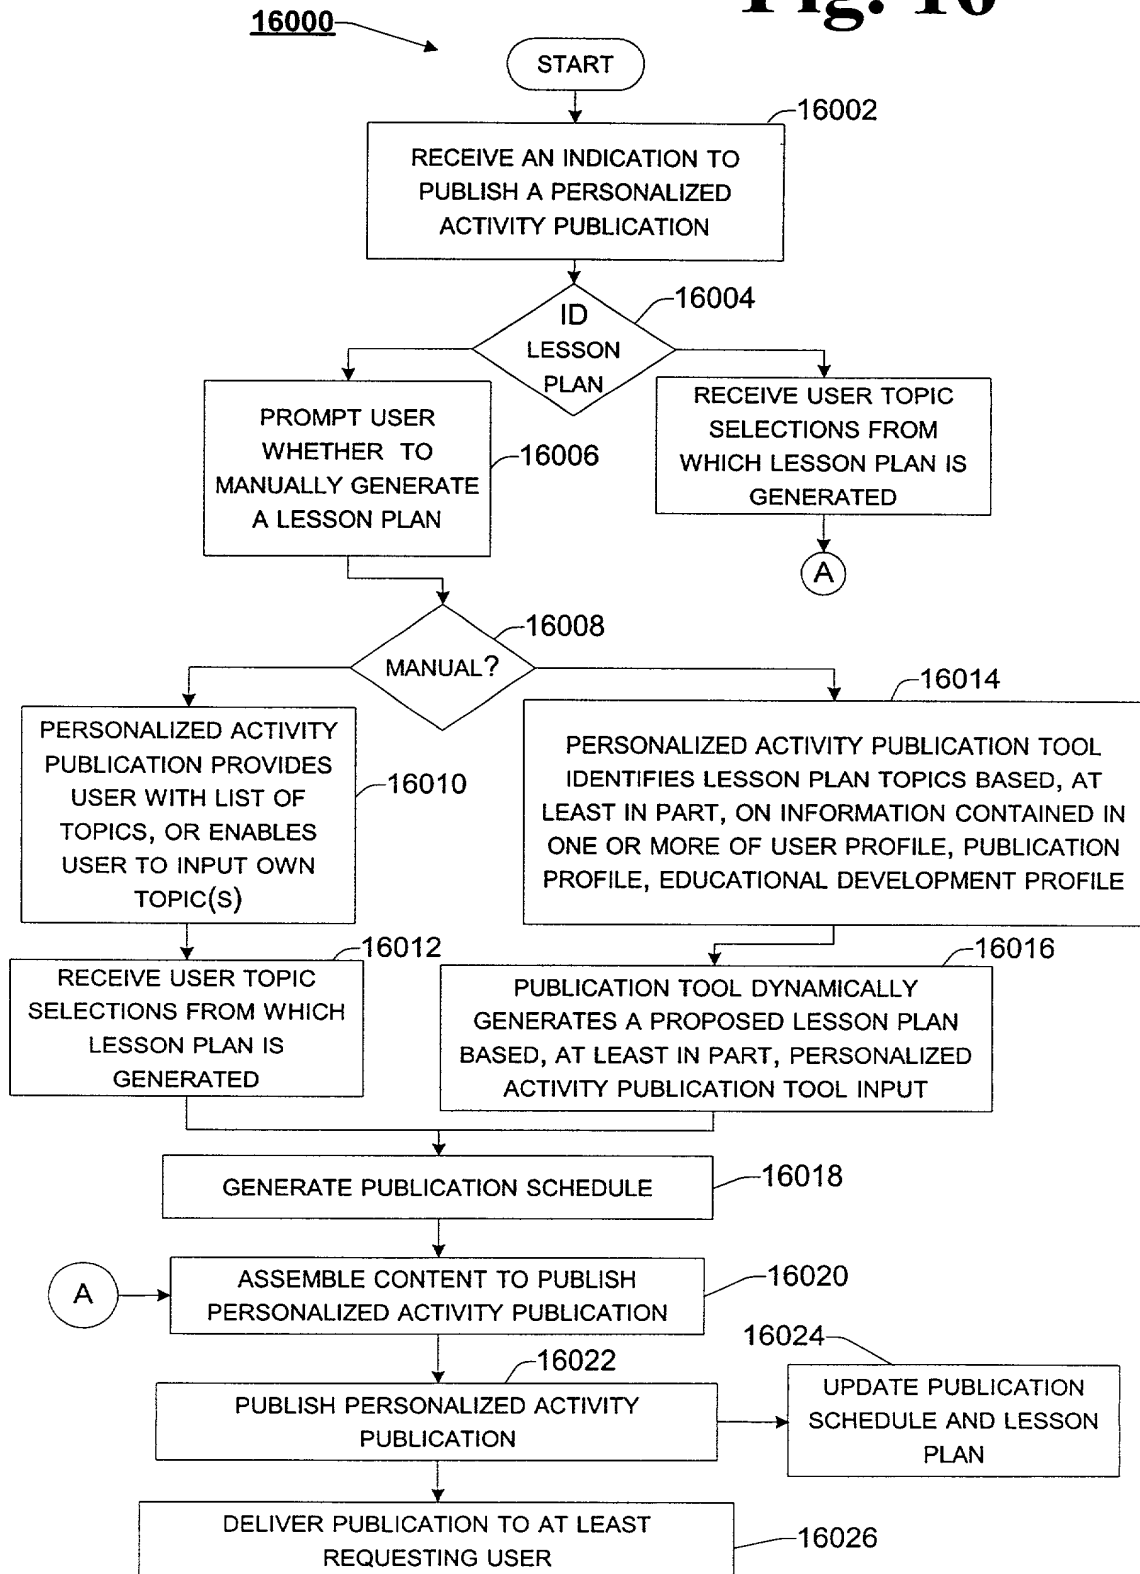 Fig. 16
16000
START
16002
RECEIVE AN INDICATION TO
PUBLISH A PERSONALIZED
ACTIVITY PUBLICATION
16004
ID
LESSON
PLAN
PROMPT USER
WHETHER TO
MANUALLY GENERATE
A LESSON PLAN
16006
RECEIVE USER TOPIC
SELECTIONS FROM
WHICH LESSON PLAN IS
GENERATED
A
16008
MANUAL?
PERSONALIZED ACTIVITY
PUBLICATION PROVIDES
USER WITH LIST OF
TOPICS, OR ENABLES
USER TO INPUT OWN
TOPIC(S)
16010
16014
PERSONALIZED ACTIVITY PUBLICATION TOOL
IDENTIFIES LESSON PLAN TOPICS BASED, AT
LEAST IN PART, ON INFORMATION CONTAINED IN
ONE OR MORE OF USER PROFILE, PUBLICATION
PROFILE, EDUCATIONAL DEVELOPMENT PROFILE
16012
RECEIVE USER TOPIC
SELECTIONS FROM WHICH
LESSON PLAN IS
GENERATED
16016
PUBLICATION TOOL DYNAMICALLY
GENERATES A PROPOSED LESSON PLAN
BASED, AT LEAST IN PART, PERSONALIZED
ACTIVITY PUBLICATION TOOL INPUT
GENERATE PUBLICATION SCHEDULE
16018
A
ASSEMBLE CONTENT TO PUBLISH
PERSONALIZED ACTIVITY PUBLICATION
16020
16022
PUBLISH PERSONALIZED ACTIVITY
PUBLICATION
16024
UPDATE PUBLICATION
SCHEDULE AND LESSON
PLAN
DELIVER PUBLICATION TO AT LEAST
REQUESTING USER
16026